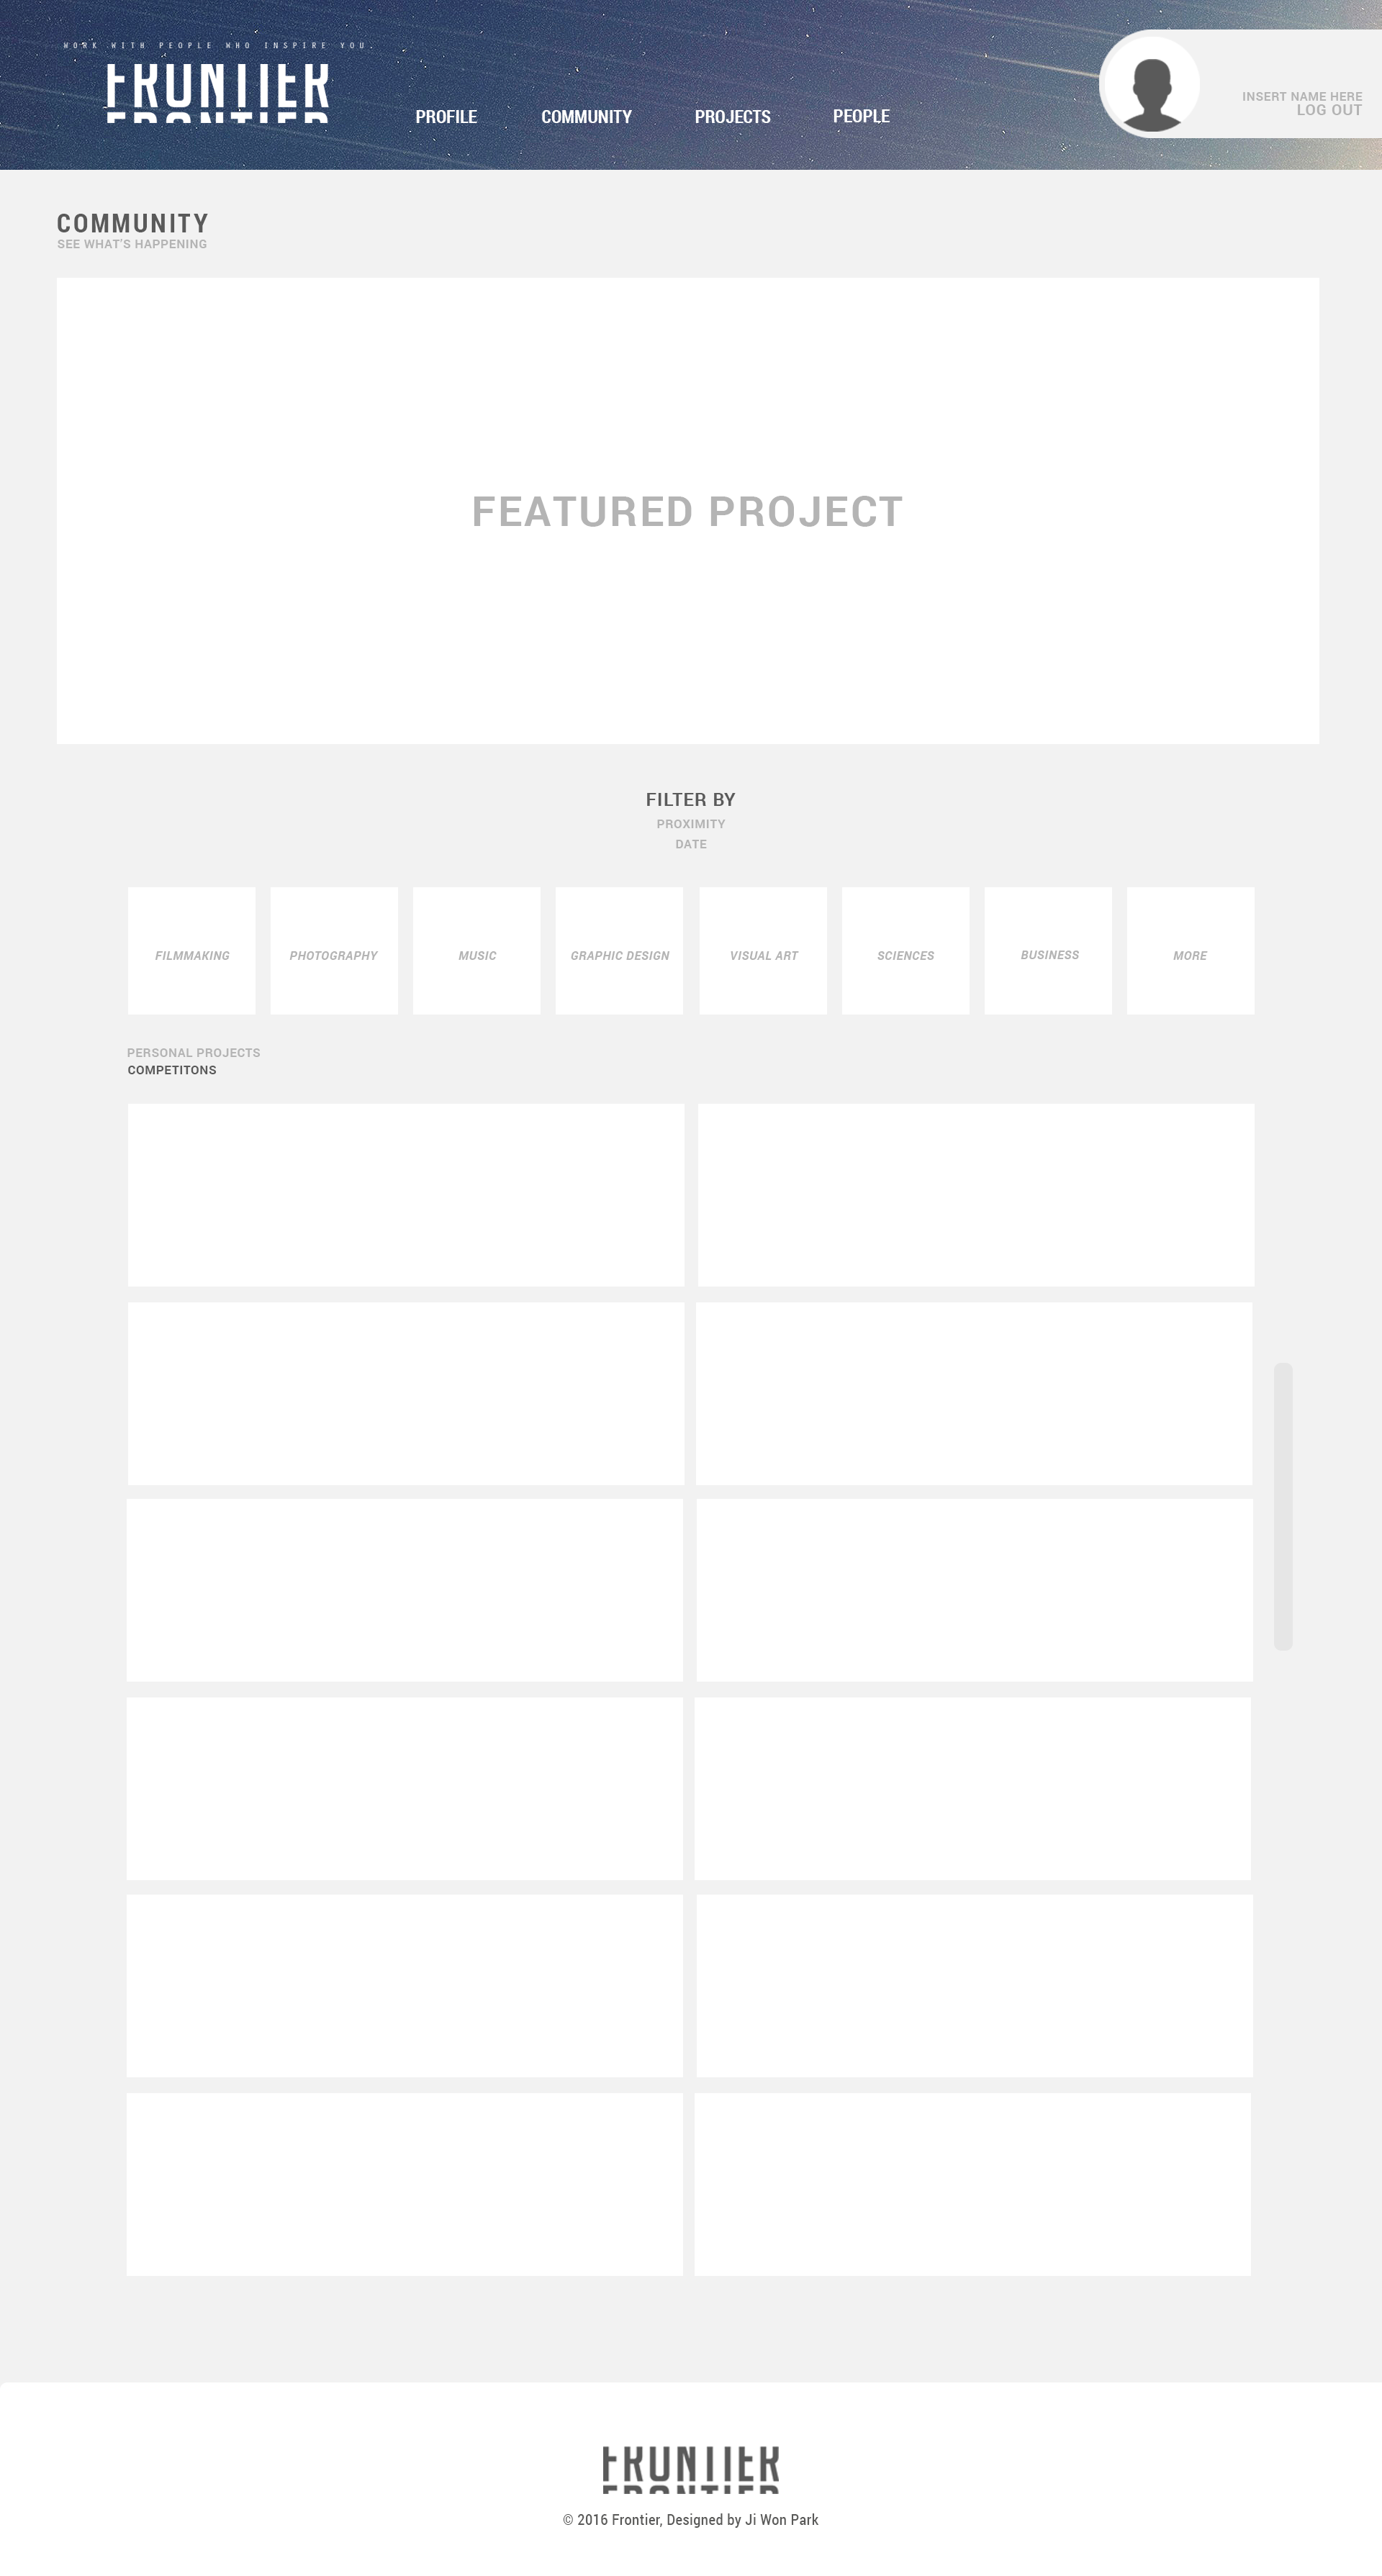 WORK WITH PEOPLE WHO INSPIRE YOU.
FRONTIER
PROFILE COMMUNITY PROJECTS PEOPLE
INSERT NAME HERE
LOG OUT
COMMUNITY
SEE WHAT'S HAPPENING
FEATURED PROJECT
FILTER BY
PROXIMITY
DATE
FILMMAKING PHOTOGRAPHY MUSIC GRAPHIC DESIGN VISUAL ART SCIENCES BUSINESS MORE
PERSONAL PROJECTS
COMPETITONS
FRONTIER
© 2016 Frontier, Designed by Ji Won Park